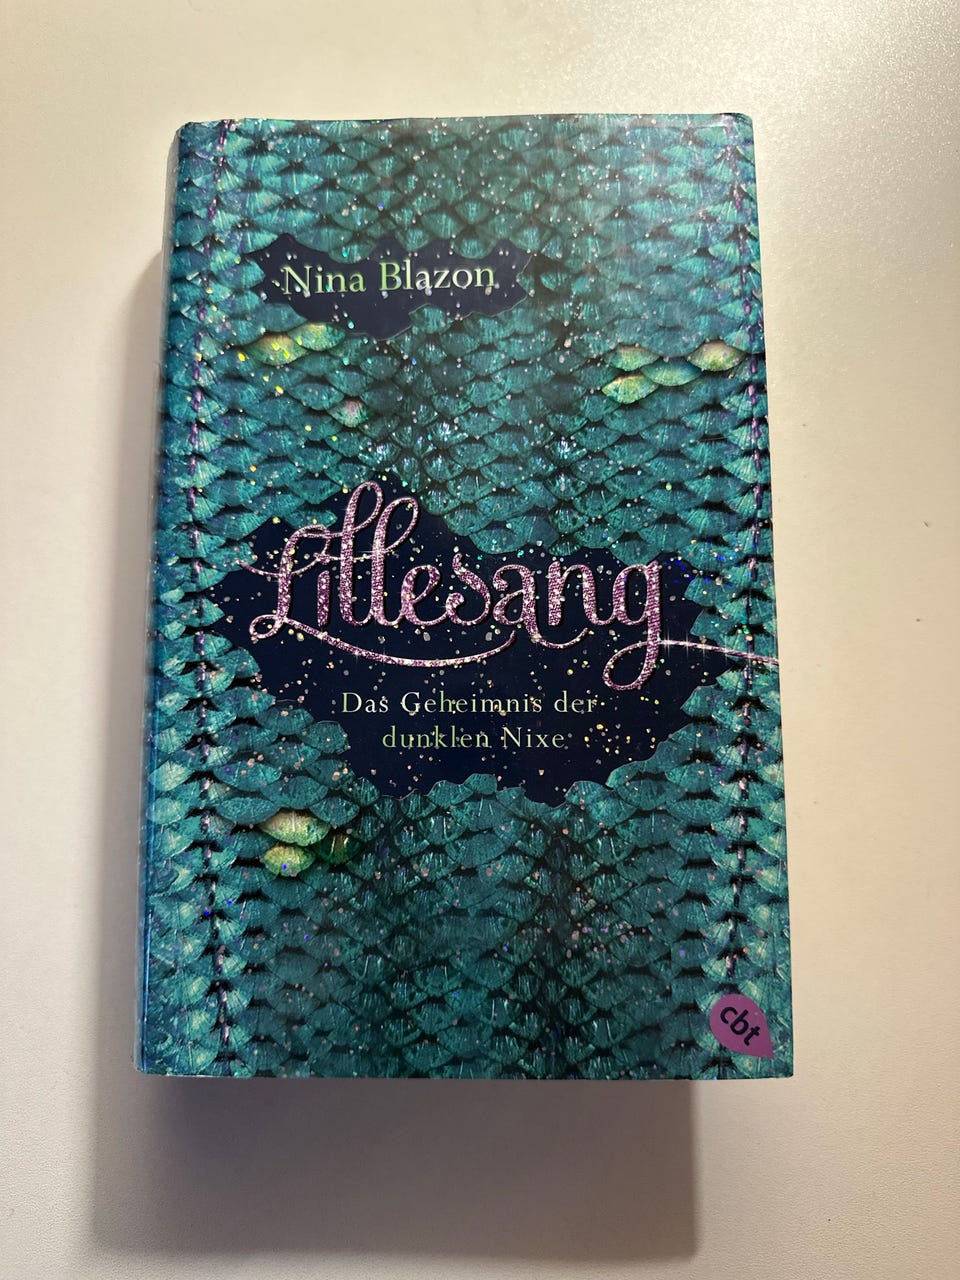 Nina Blazon
Lillesang
Das Geheimnis der
dunklen Nixe
cbt